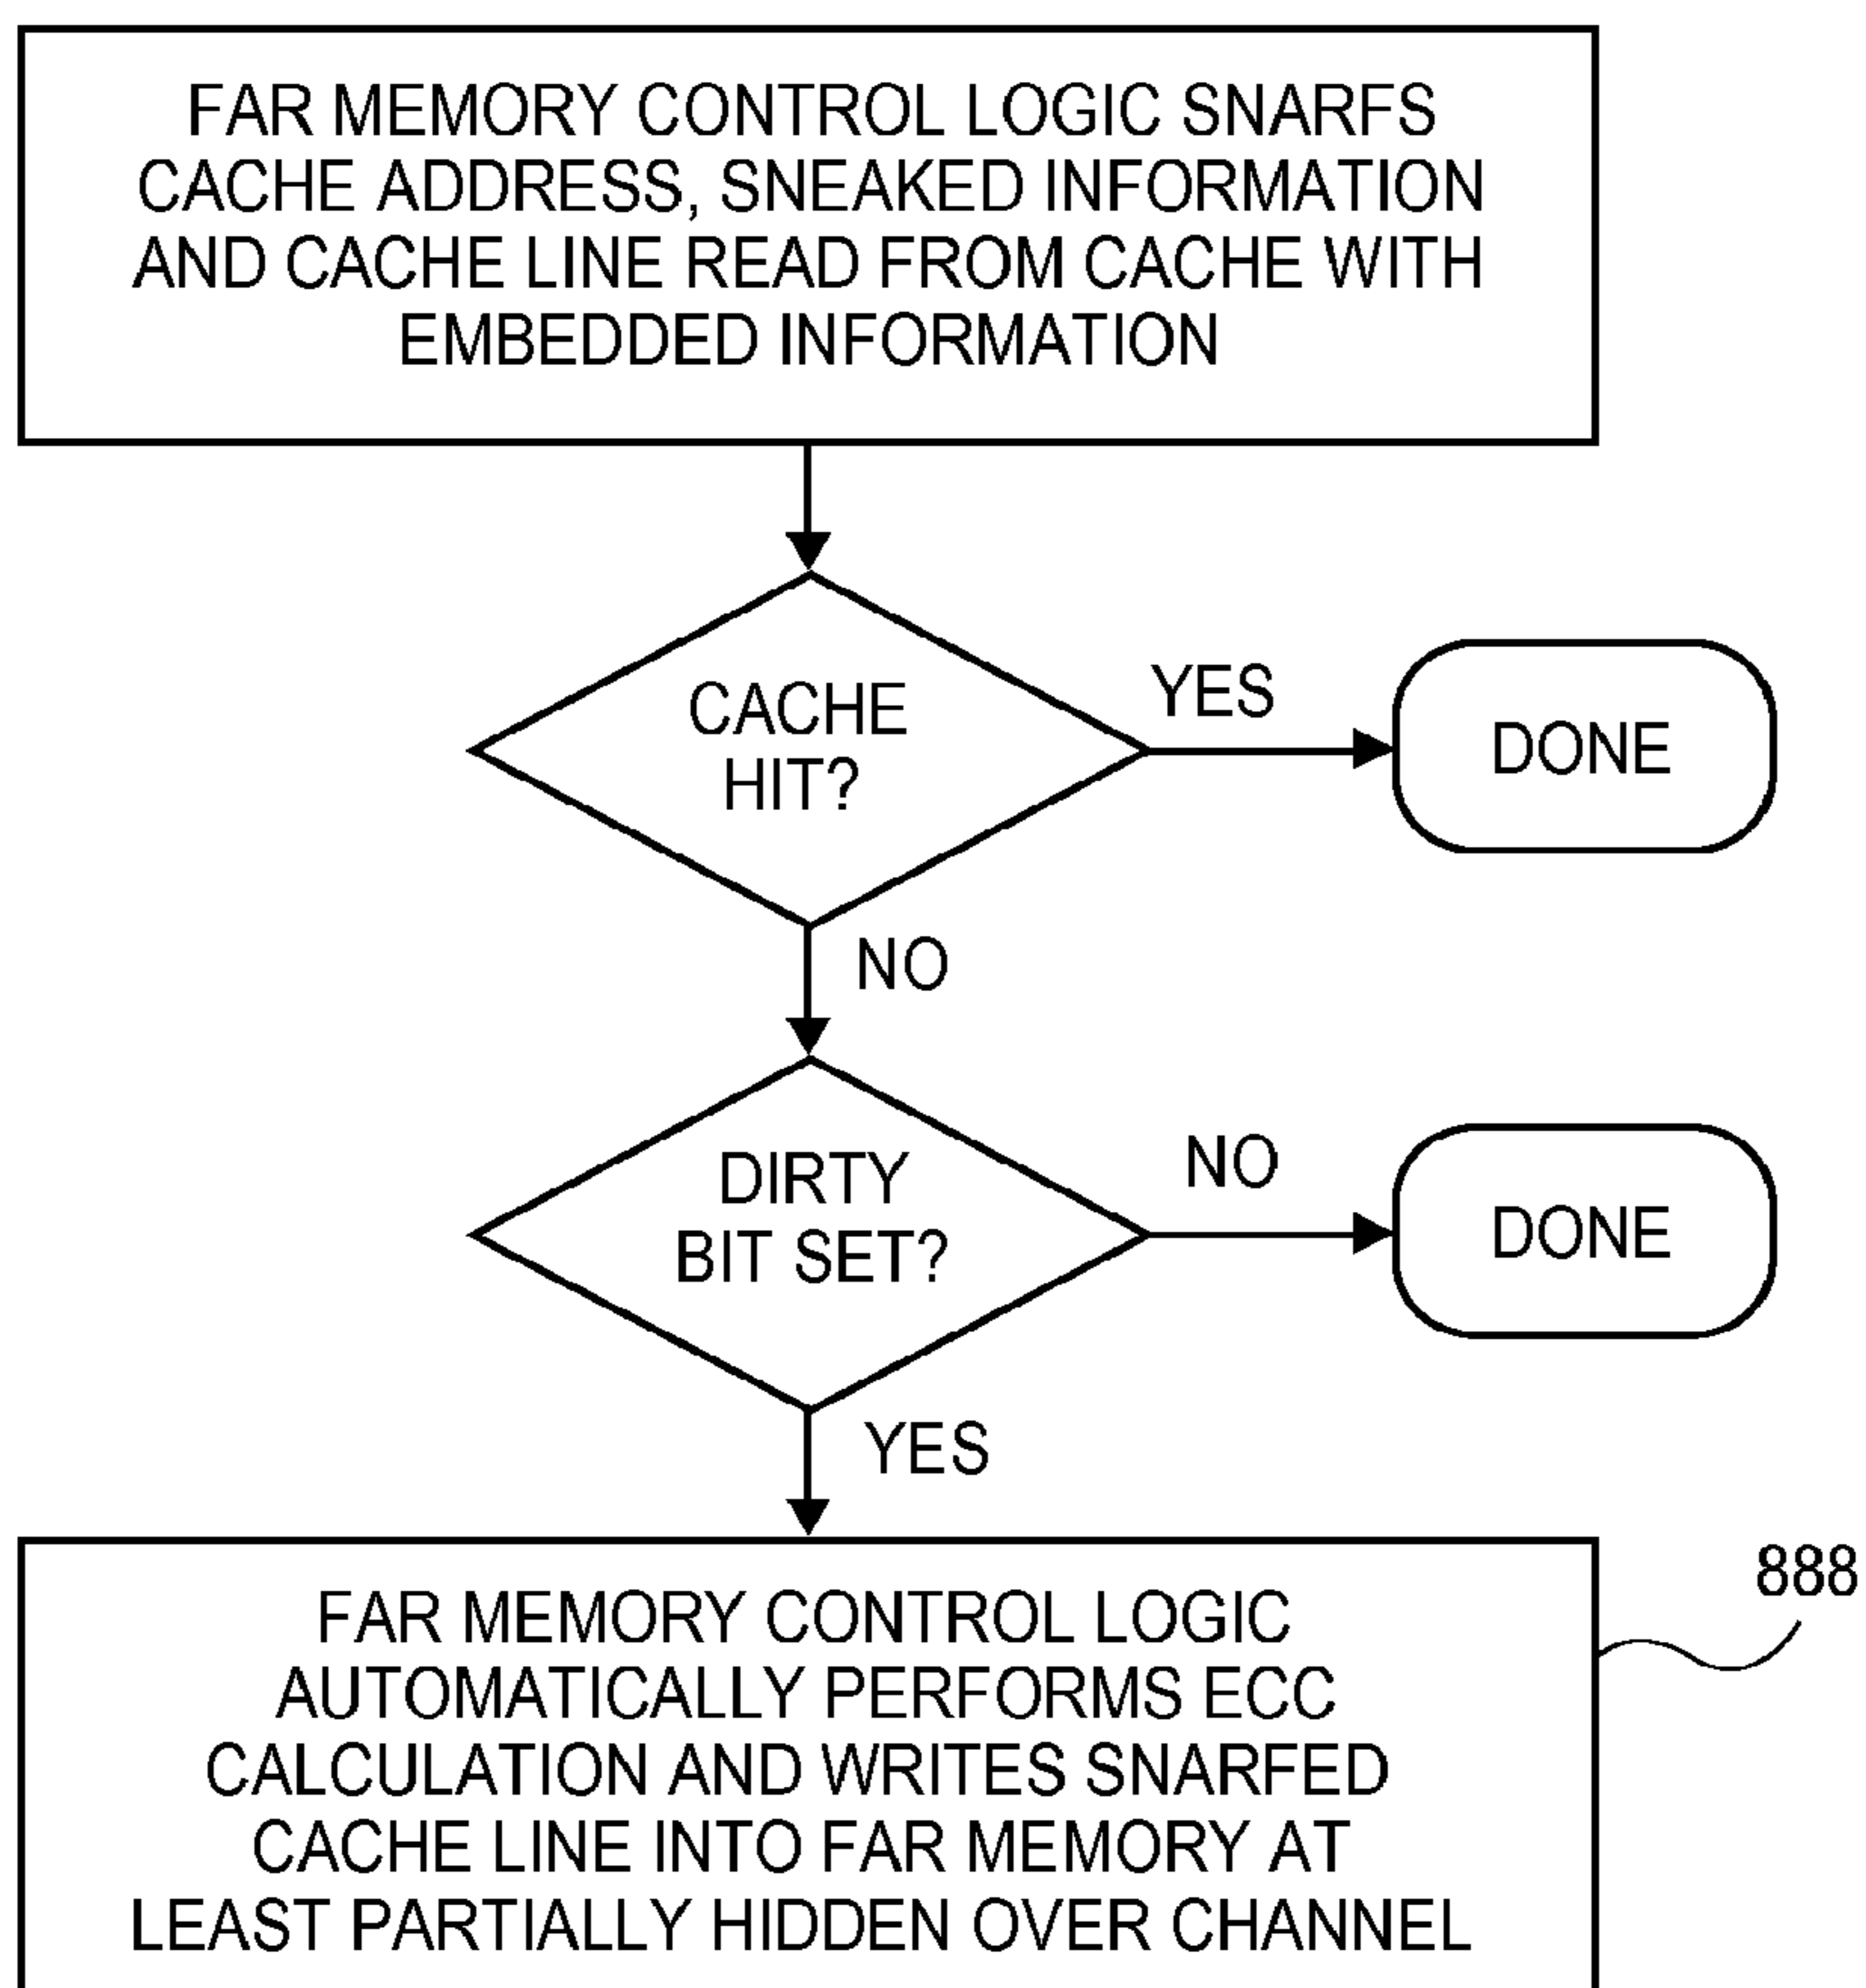 FAR MEMORY CONTROL LOGIC SNARFS
CACHE ADDRESS, SNEAKED INFORMATION
AND CACHE LINE READ FROM CACHE WITH
EMBEDDED INFORMATION
CACHE
HIT?
YES
DONE
NO
DIRTY
BIT SET?
NO
DONE
YES
888
FAR MEMORY CONTROL LOGIC
AUTOMATICALLY PERFORMS ECC
CALCULATION AND WRITES SNARFED
CACHE LINE INTO FAR MEMORY AT
LEAST PARTIALLY HIDDEN OVER CHANNEL